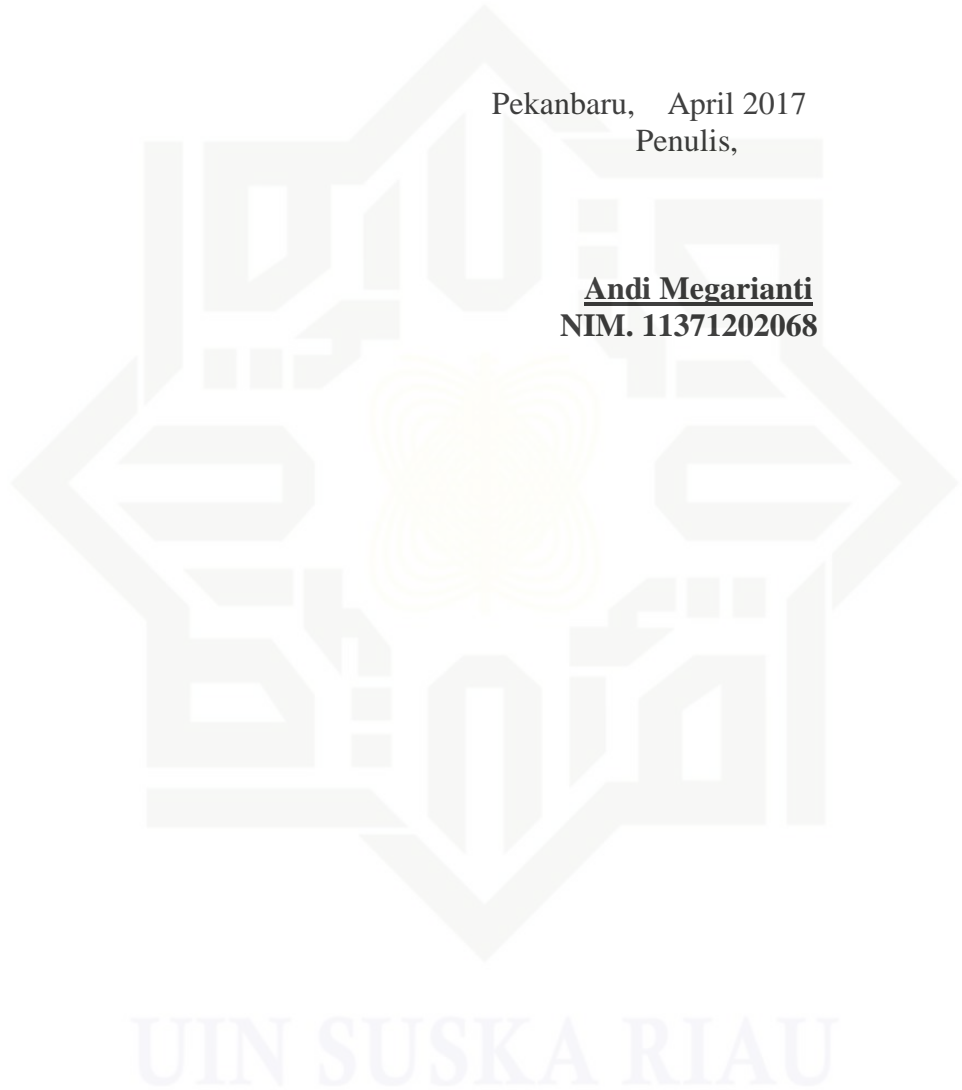 Pekanbaru,    April 2017
Penulis,
Andi Megarianti
NIM. 11371202068
UIN SUSKA RIAU